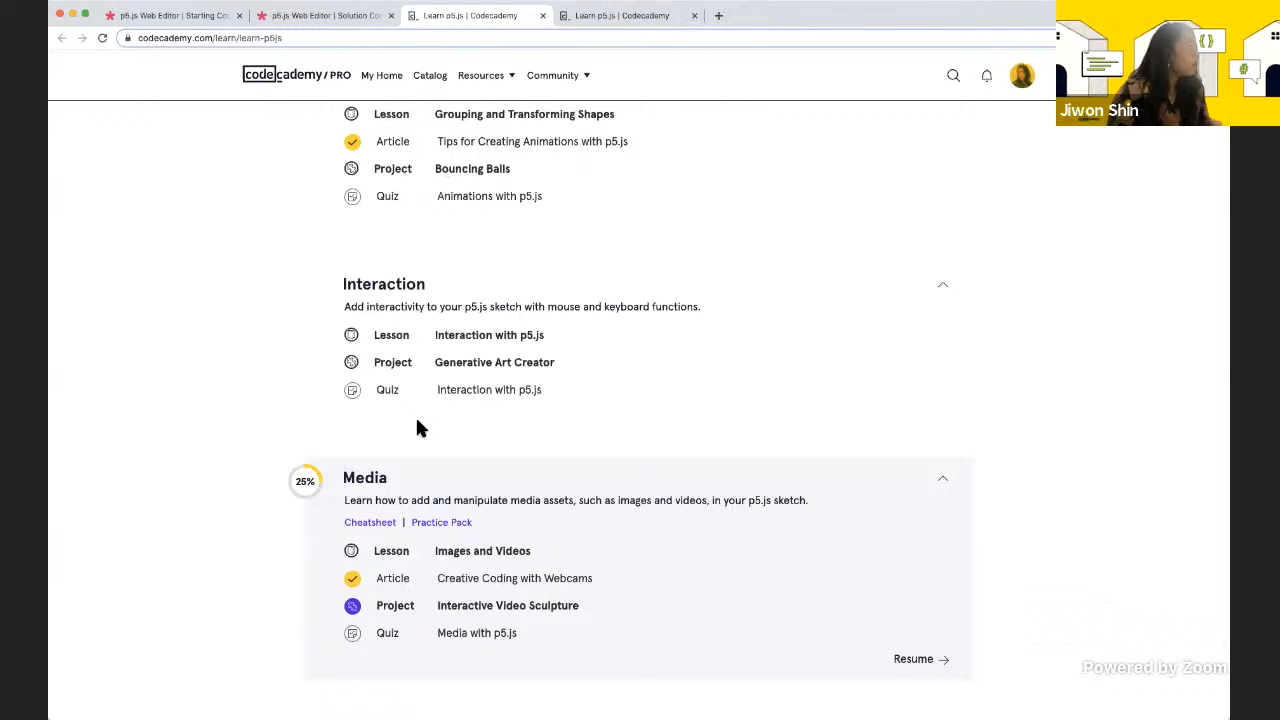 p5.js Web Editor | Starting Co
p5.js Web Editor | Solution Co
Learn p5.js | Codecademy
Learn p5.js | Codecademy
codecademy.com/learn/learn-p5js
codecademy / PRO My Home Catalog Resources Community
Jiwon Shin
Lesson Grouping and Transforming Shapes
Article Tips for Creating Animations with p5.js
Project Bouncing Balls
Quiz Animations with p5.js
Interaction
Add interactivity to your p5.js sketch with mouse and keyboard functions.
Lesson Interaction with p5.js
Project Generative Art Creator
Quiz Interaction with p5.js
25% Media
Learn how to add and manipulate media assets, such as images and videos, in your p5.js sketch.
Cheatsheet | Practice Pack
Lesson Images and Videos
Article Creative Coding with Webcams
Project Interactive Video Sculpture
Quiz Media with p5.js
Resume
Powered by Zoom